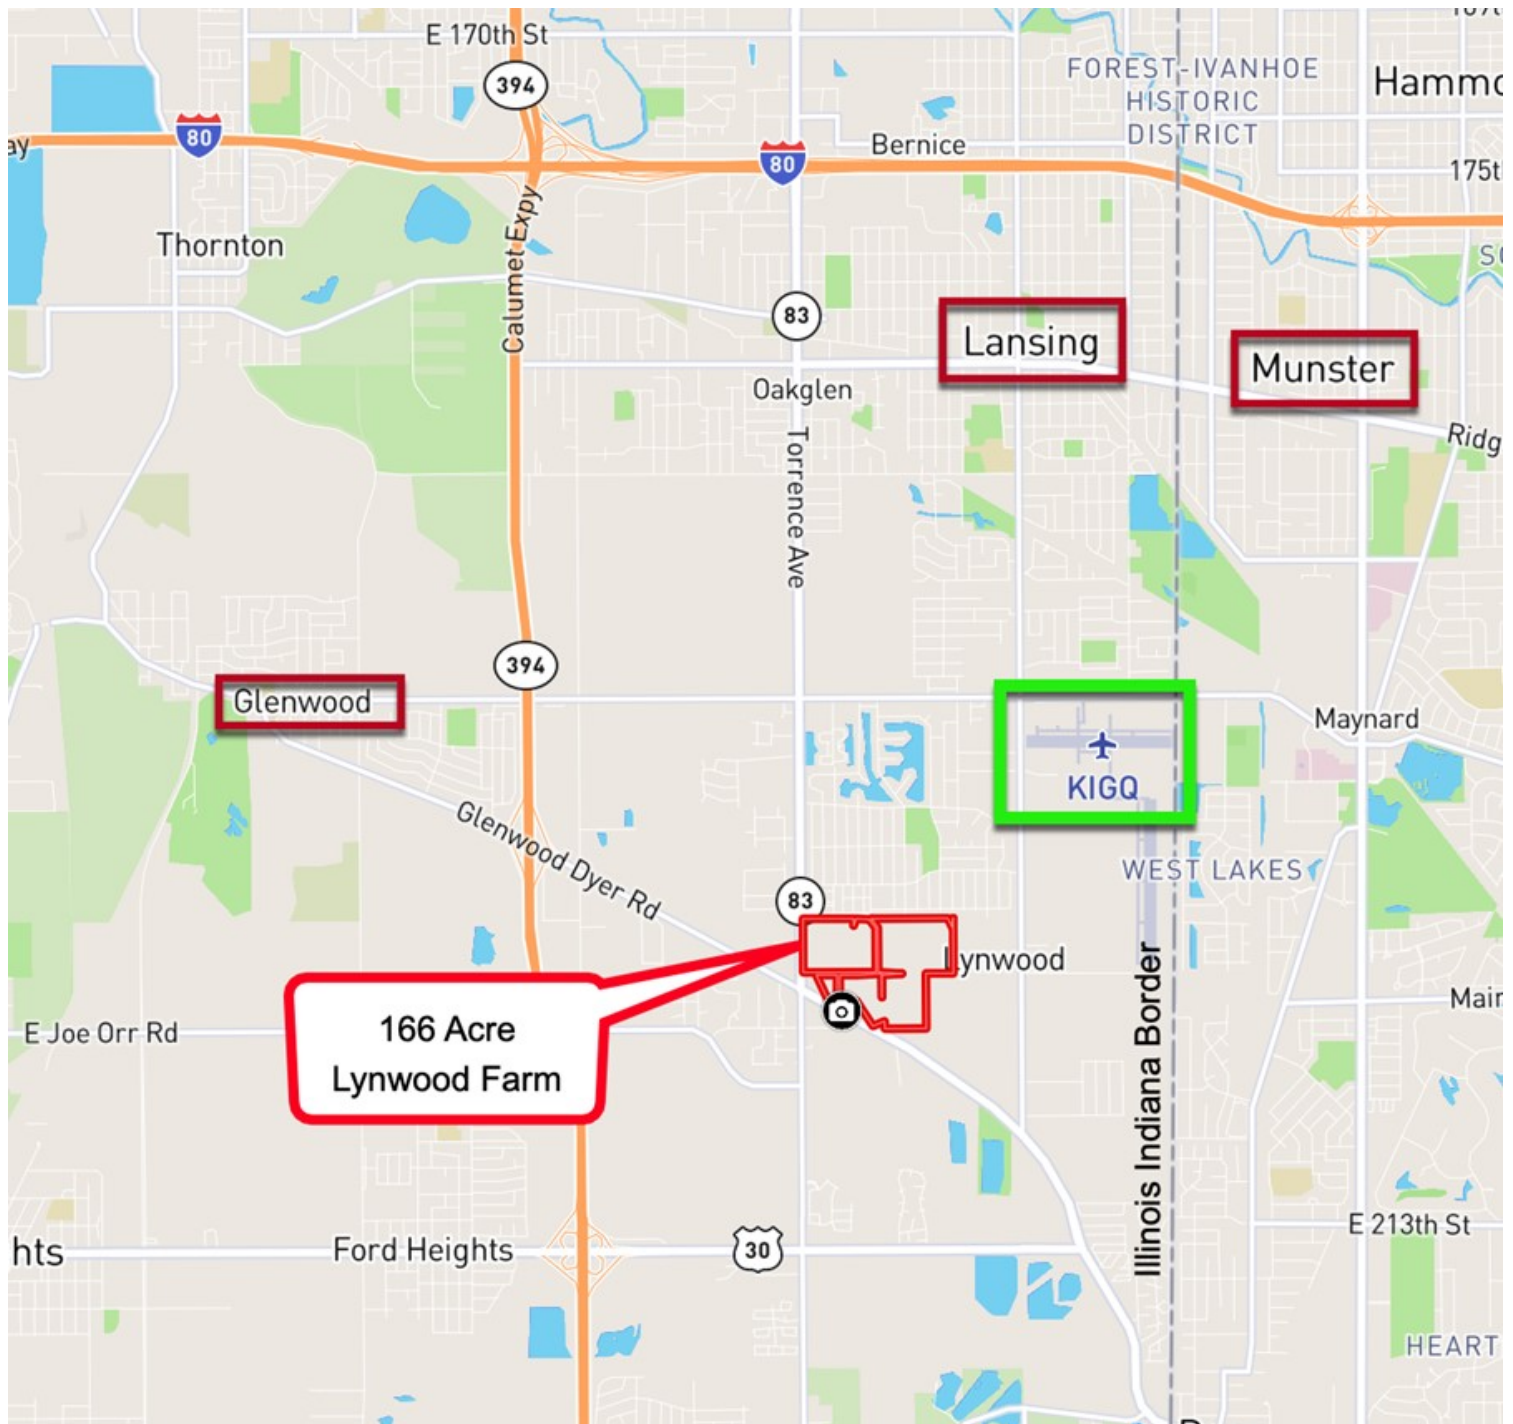 E 170th St
394
FOREST-IVANHOE
HISTORIC
DISTRICT
Hammo
80
ay
Bernice
80
175t
Calumet Expy
Thornton
83
Lansing
Munster
Oakglen
Torrence Ave
Ridg
394
Glenwood
Maynard
KIGQ
Glenwood Dyer Rd
WEST LAKES
83
Lynwood
166 Acre
Lynwood Farm
E Joe Orr Rd
Illinois Indiana Border
E 213th St
hts
Ford Heights
30
HEART